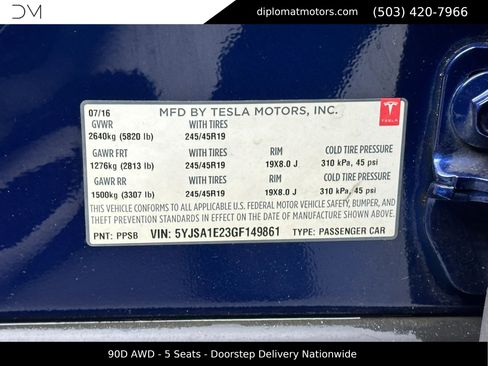 DM
diplomatmotors.com (503) 420-7966
07/16 MFD BY TESLA MOTORS, INC.
GVWR WITH TIRES
2640kg (5820 lb) 245/45R19
GAWR FRT WITH TIRES RIM COLD TIRE PRESSURE
1276kg (2813 lb) 245/45R19 19X8.0 J 310 kPa, 45 psi
GAWR RR WITH TIRES RIM COLD TIRE PRESSURE
1500kg (3307 lb) 245/45R19 19X8.0 J 310 kPa, 45 psi
THIS VEHICLE CONFORMS TO ALL APPLICABLE U.S. FEDERAL MOTOR VEHICLE SAFETY, BUMPER, AND
THEFT PREVENTION STANDARDS IN EFFECT ON THE DATE OF MANUFACTURE SHOWN ABOVE.
PNT: PPSB VIN: 5YJSA1E23GF149861 TYPE: PASSENGER CAR
TESLA
90D AWD - 5 Seats - Doorstep Delivery Nationwide